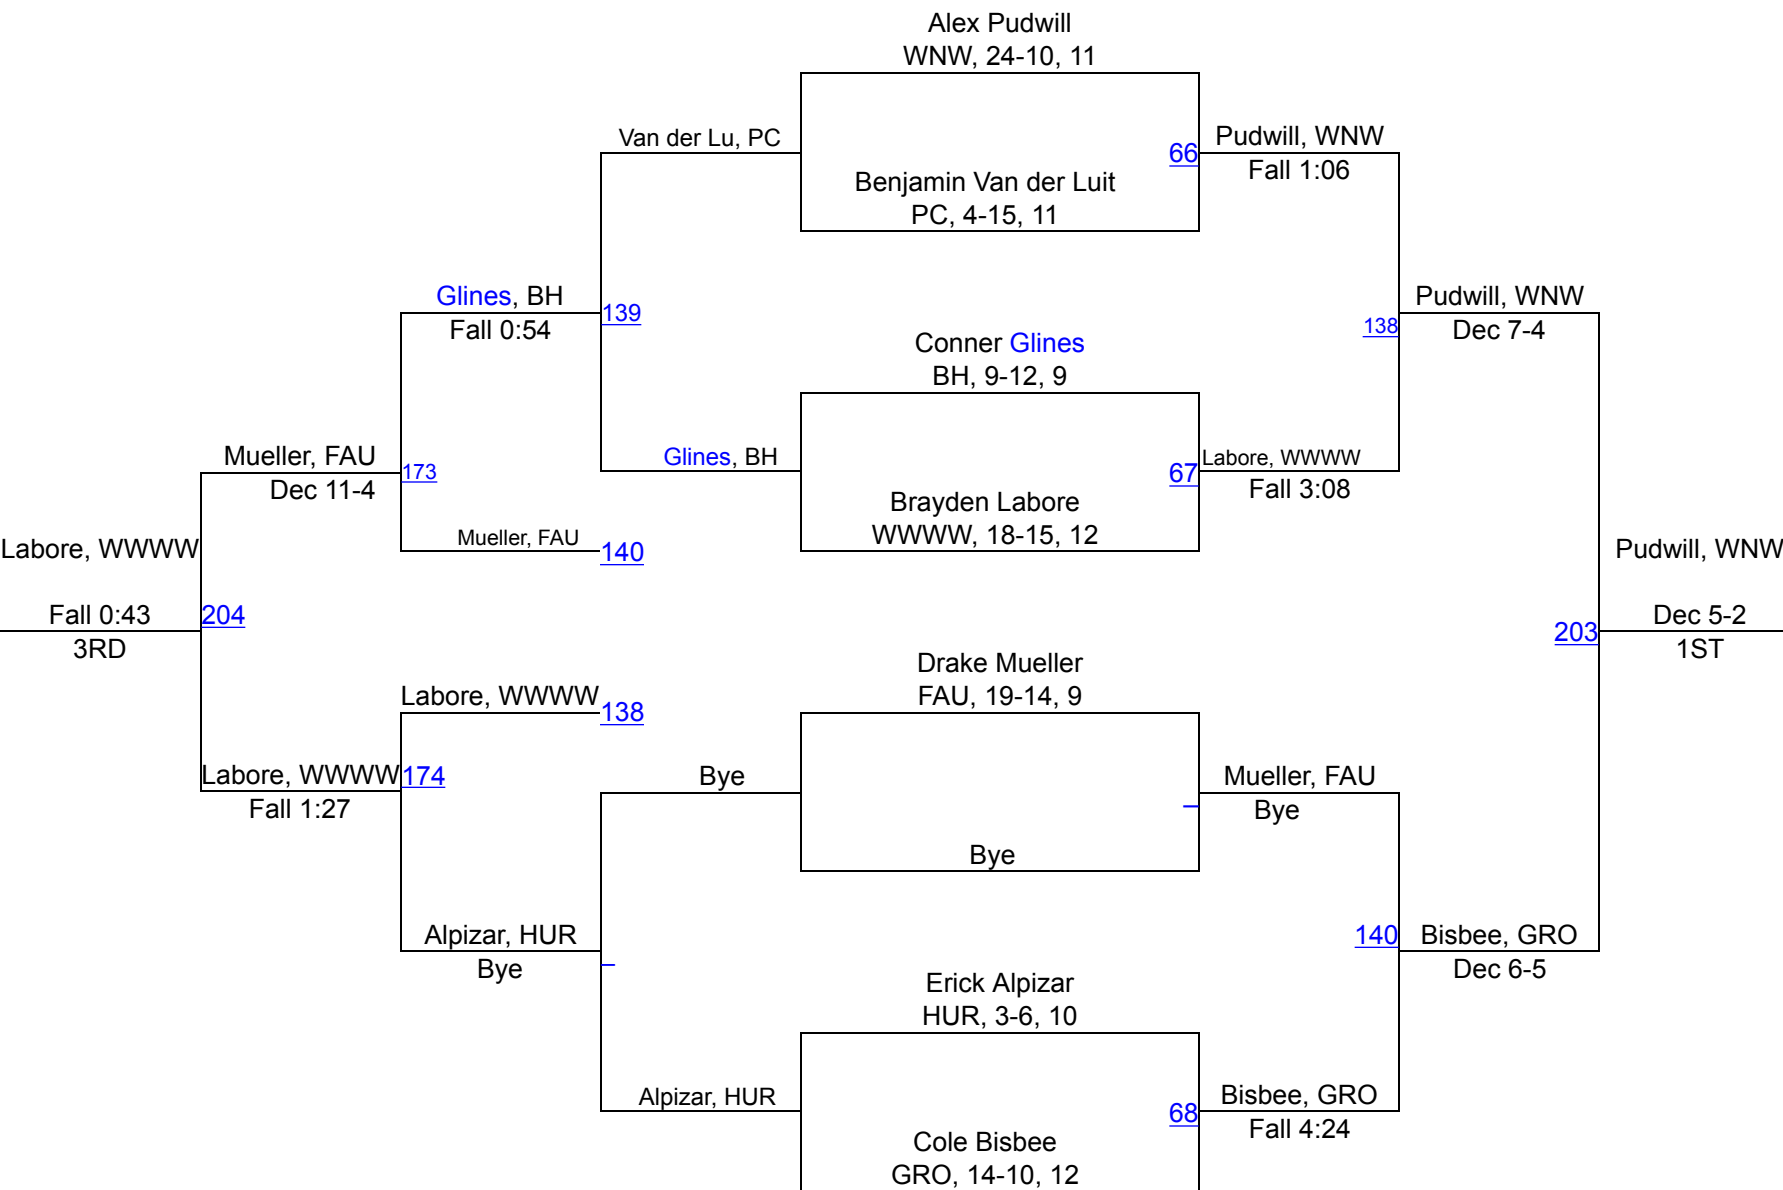 Alex Pudwill
WNW, 24-10, 11
Van der Lu, PC
66
Pudwill, WNW
Fall 1:06
Benjamin Van der Luit
PC, 4-15, 11
Glines, BH
Fall 0:54
139
138
Pudwill, WNW
Dec 7-4
Conner Glines
BH, 9-12, 9
Mueller, FAU
Dec 11-4
173
Glines, BH
67
Labore, WWWW
Fall 3:08
Brayden Labore
WWWW, 18-15, 12
Mueller, FAU
140
Labore, WWWW
Fall 0:43
3RD
204
Pudwill, WNW
203
Dec 5-2
1ST
Drake Mueller
FAU, 19-14, 9
Labore, WWWW
138
Labore, WWWW
Fall 1:27
174
Bye
Mueller, FAU
Bye
Bye
Alpizar, HUR
Bye
140
Bisbee, GRO
Dec 6-5
Erick Alpizar
HUR, 3-6, 10
Alpizar, HUR
68
Bisbee, GRO
Fall 4:24
Cole Bisbee
GRO, 14-10, 12